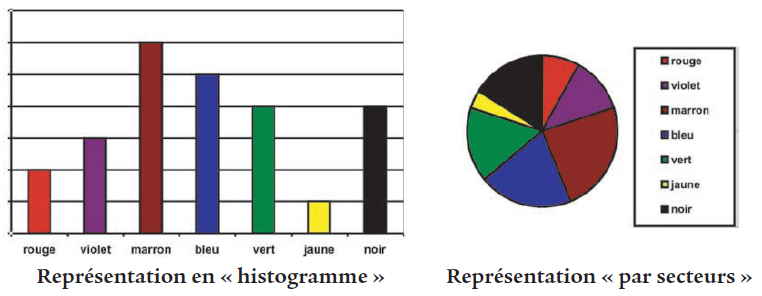 rouge violet marron bleu vert jaune noir
Représentation en « histogramme »
rouge
violet
marron
bleu
vert
jaune
noir
Représentation « par secteurs »